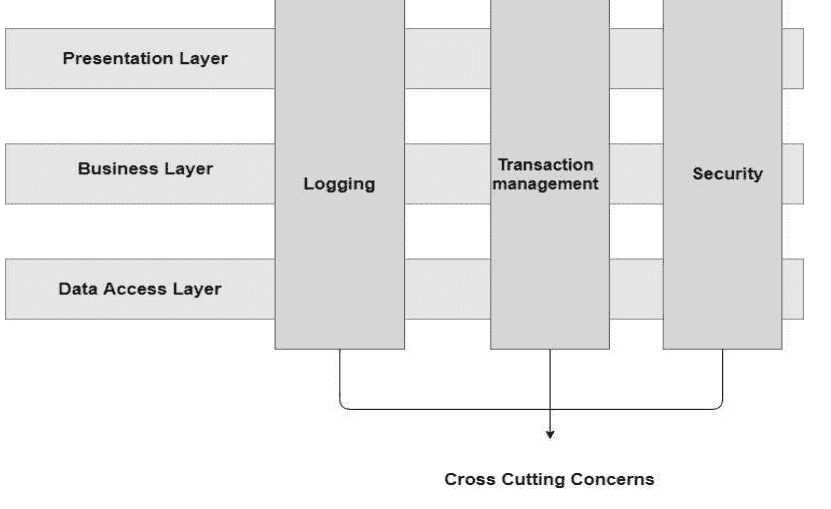 Presentation Layer
Business Layer
Logging
Transaction
management
Security
Data Access Layer
Cross Cutting Concerns